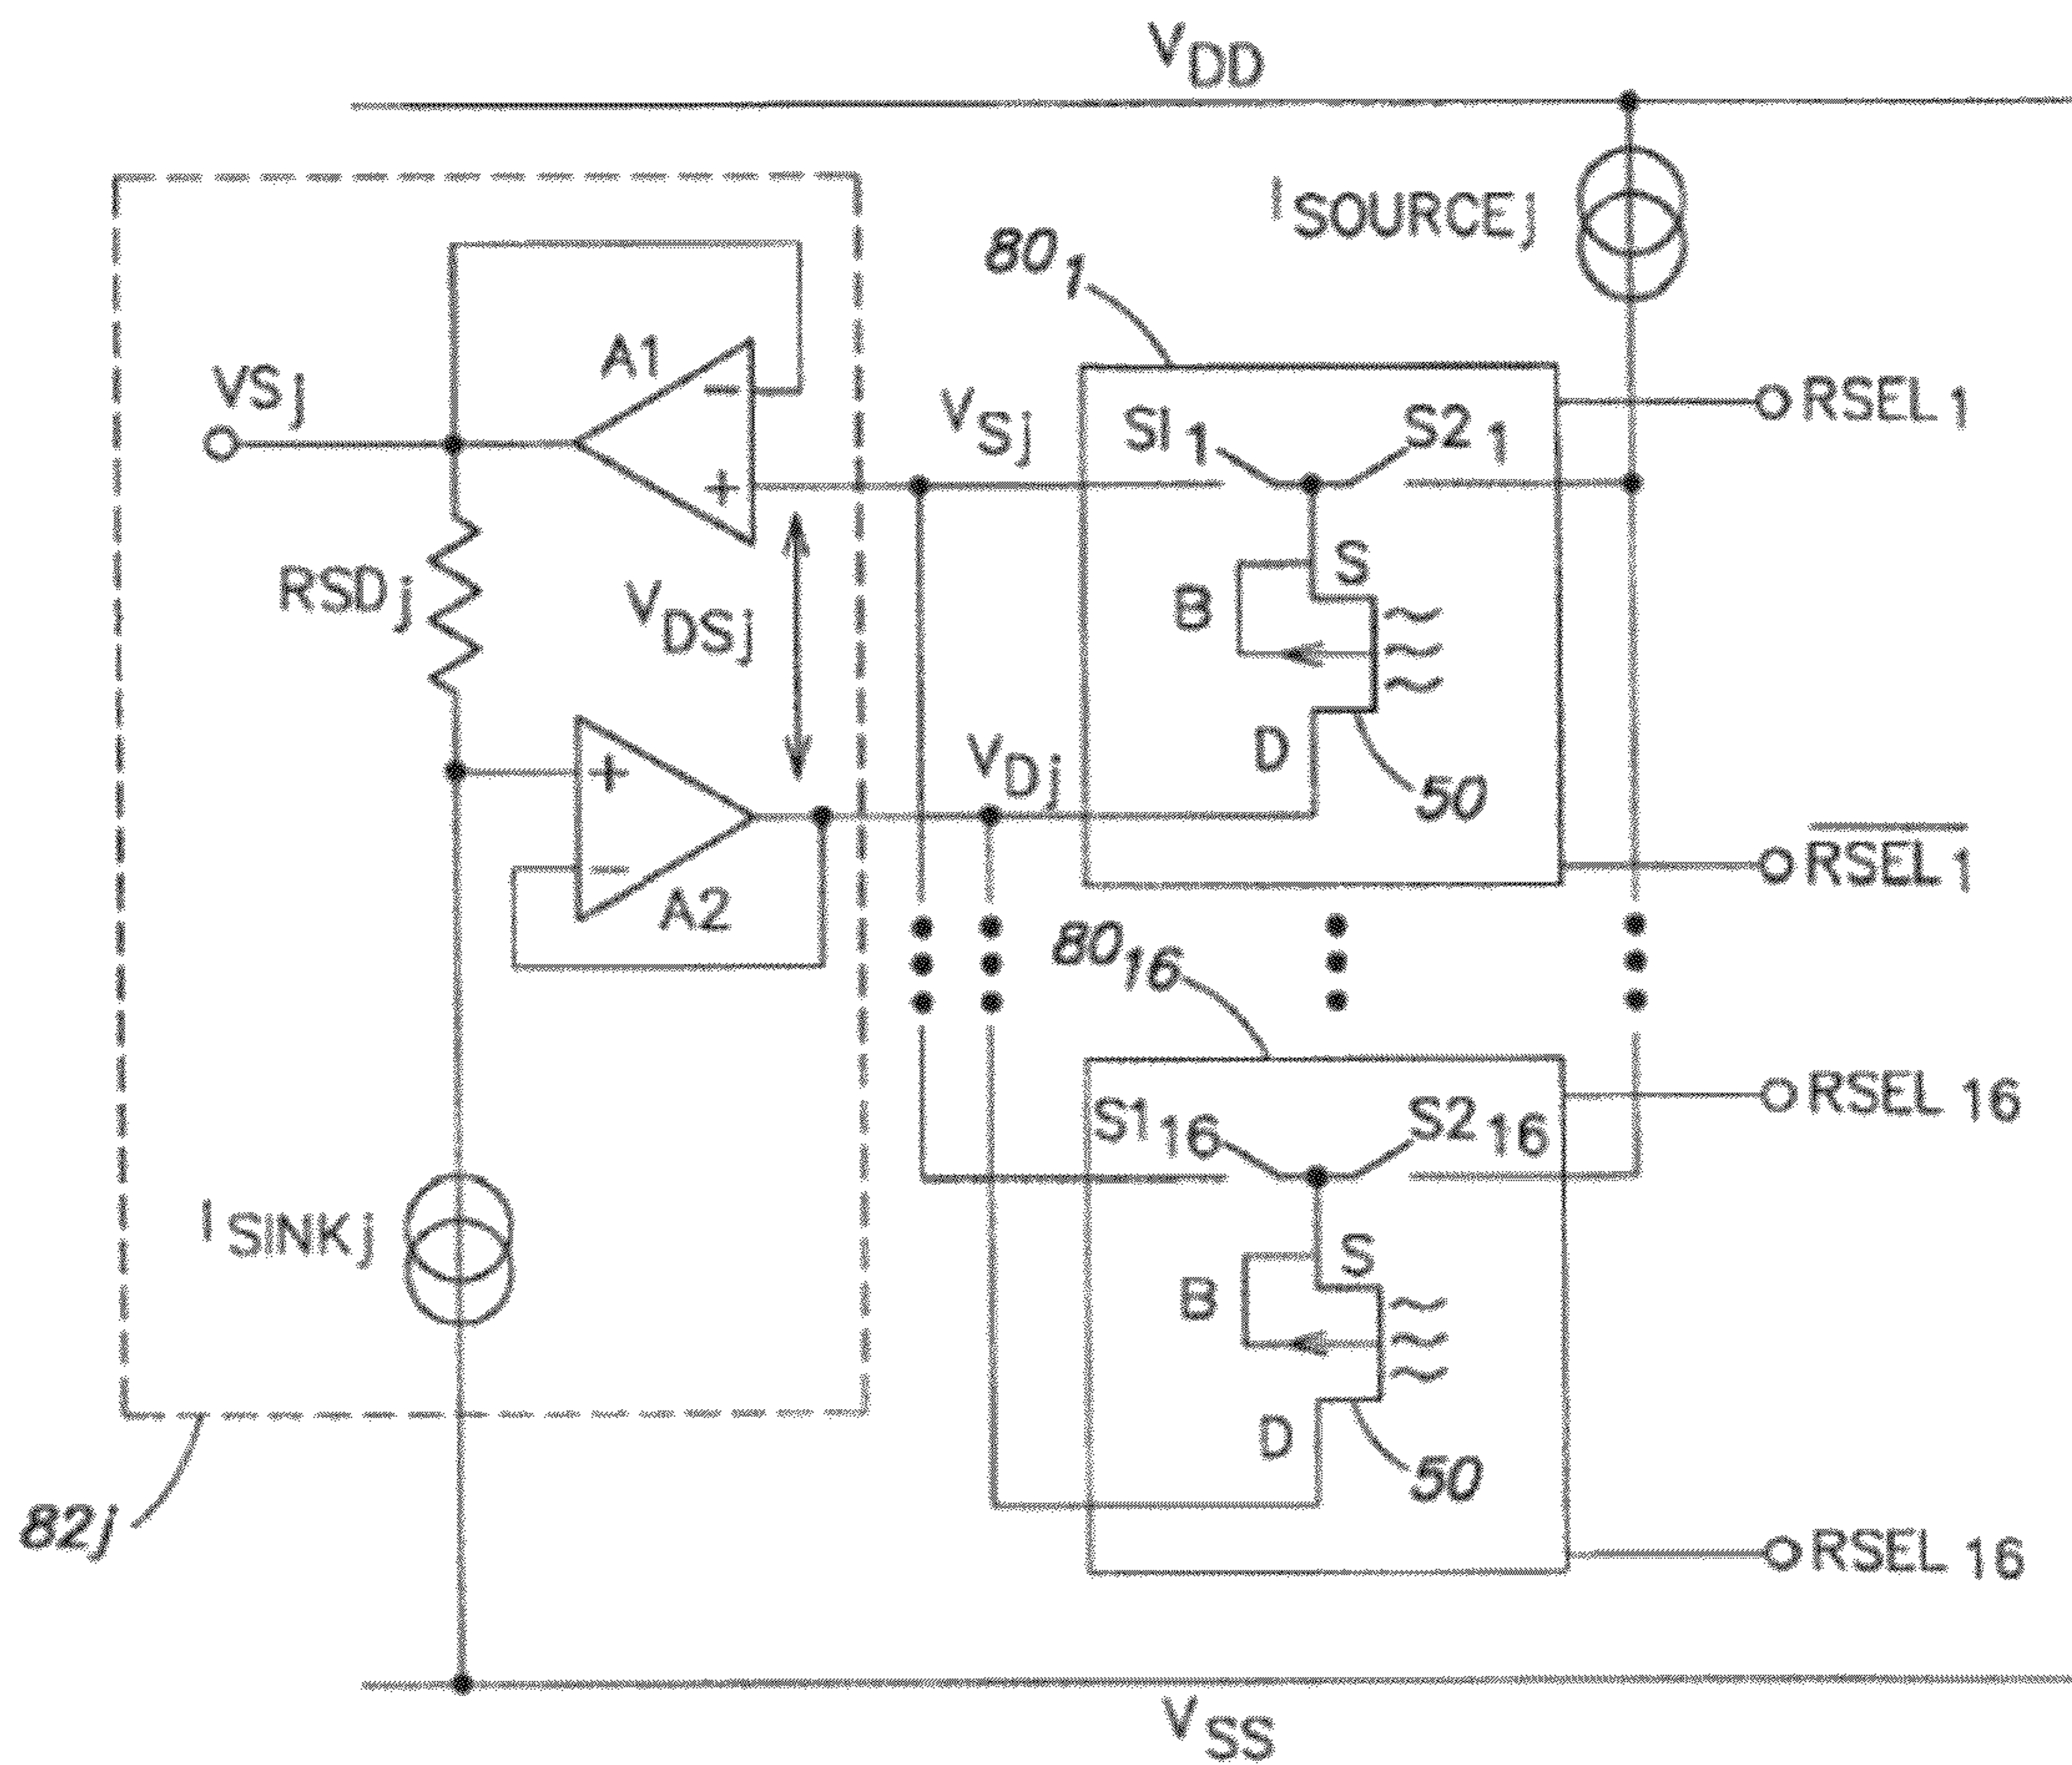 VDD
ISOURCEj
801
A1
−
+
VSj
VSj
SI1
S21
RSEL1
RSDj
VDSj
S
B
D
50
VDj
+
−
A2
RSEL1
8016
RSEL16
S116
S216
ISINKj
S
B
D
50
82j
RSEL16
VSS